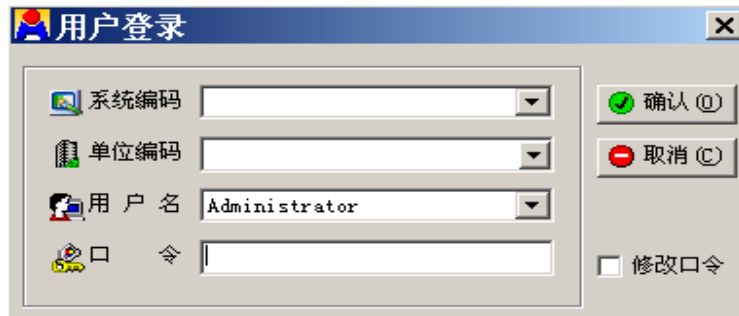 用户登录
系统编码
确认(O)
单位编码
取消(C)
用 户 名 Administrator
口 令
修改口令